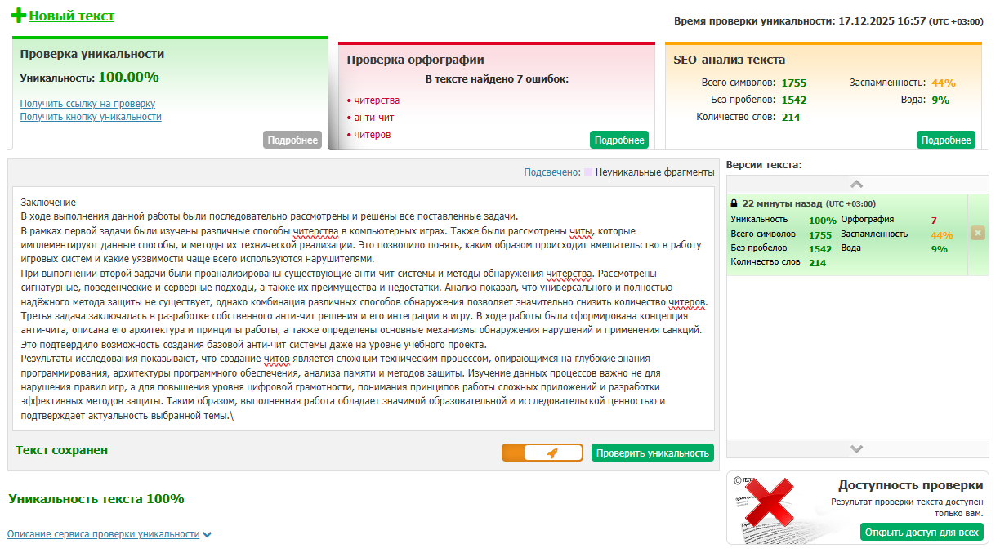 Новый текст
Время проверки уникальности: 17.12.2025 16:57 (UTC +03:00)
Проверка уникальности
Уникальность: 100.00%
Получить ссылку на проверку
Получить кнопку уникальности
Подробнее
Проверка орфографии
В тексте найдено 7 ошибок:
• читерства
• анти-чит
• читеров
Подробнее
SEO-анализ текста
Всего символов: 1755 Заспамленность: 44%
Без пробелов: 1542 Вода: 9%
Количество слов: 214
Подробнее
Подсвечено: Неуникальные фрагменты
Заключение
В ходе выполнения данной работы были последовательно рассмотрены и решены все поставленные задачи.
В рамках первой задачи были изучены различные способы читерства в компьютерных играх. Также были рассмотрены читы, которые
имплементируют данные способы, и методы их технической реализации. Это позволило понять, каким образом происходит вмешательство в работу
игровых систем и какие уязвимости чаще всего используются нарушителями.
При выполнении второй задачи были проанализированы существующие анти-чит системы и методы обнаружения читерства. Рассмотрены
сигнатурные, поведенческие и серверные подходы, а также их преимущества и недостатки. Анализ показал, что универсального и полностью
надёжного метода защиты не существует, однако комбинация различных способов обнаружения позволяет значительно снизить количество читеров.
Третья задача заключалась в разработке собственного анти-чит решения и его интеграции в игру. В ходе работы была сформирована концепция
анти-чита, описана его архитектура и принципы работы, а также определены основные механизмы обнаружения нарушений и применения санкций.
Это подтвердило возможность создания базовой анти-чит системы даже на уровне учебного проекта.
Результаты исследования показывают, что создание читов является сложным техническим процессом, опирающимся на глубокие знания
программирования, архитектуры программного обеспечения, анализа памяти и методов защиты. Изучение данных процессов важно не для
нарушения правил игр, а для повышения уровня цифровой грамотности, понимания принципов работы сложных приложений и разработки
эффективных методов защиты. Таким образом, выполненная работа обладает значимой образовательной и исследовательской ценностью и
подтверждает актуальность выбранной темы.\
Текст сохранен
Проверить уникальность
Версии текста:
22 минуты назад (UTC +03:00)
Уникальность 100% Орфография 7
Всего символов 1755 Заспамленность 44%
Без пробелов 1542 Вода 9%
Количество слов 214
Уникальность текста 100%
Описание сервиса проверки уникальности
Доступность проверки
Результат проверки текста доступен
только вам.
Открыть доступ для всех